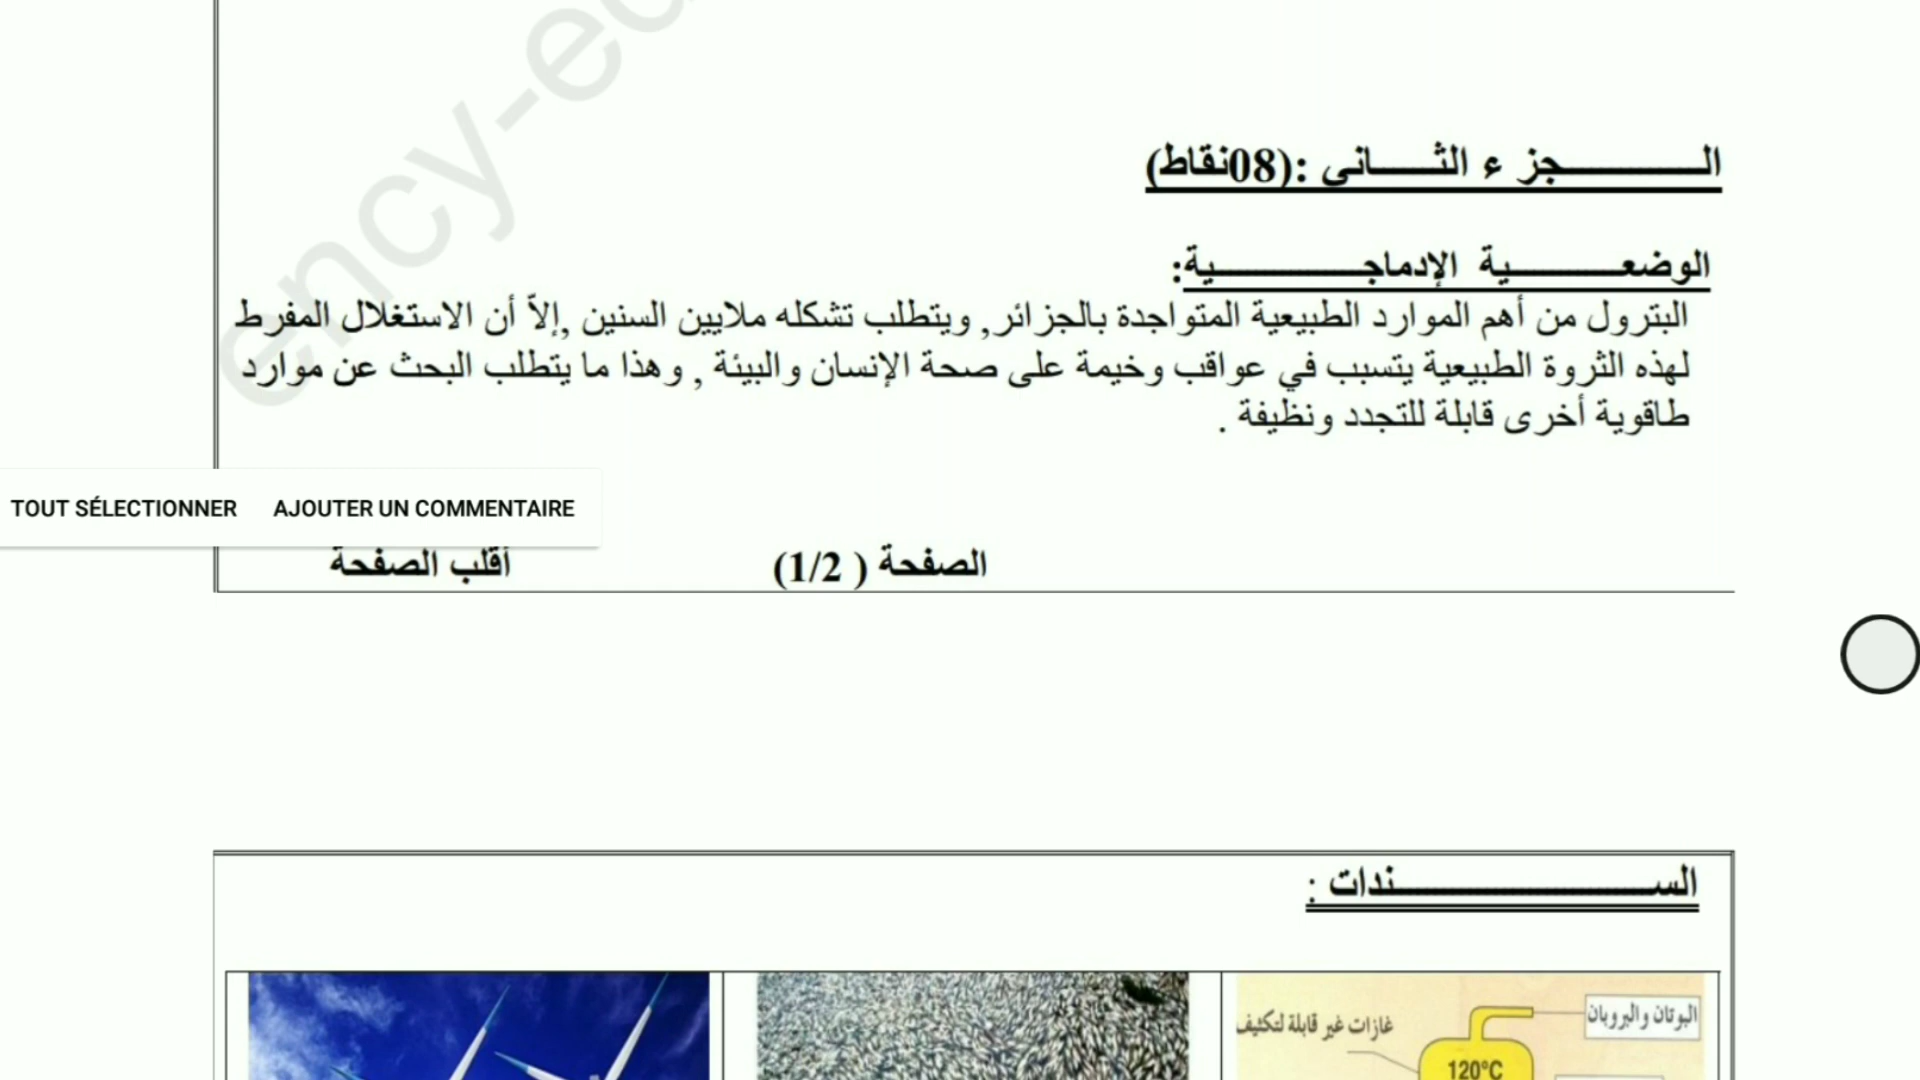 ency-ed
الجزء الثاني :(08نقاط)
الوضعية الإدماجية:
البترول من أهم الموارد الطبيعية المتواجدة بالجزائر, ويتطلب تشكله ملايين السنين ,إلاّ أن الاستغلال المفرط
لهذه الثروة الطبيعية يتسبب في عواقب وخيمة على صحة الإنسان والبيئة , وهذا ما يتطلب البحث عن موارد
طاقوية أخرى قابلة للتجدد ونظيفة .
TOUT SÉLECTIONNER AJOUTER UN COMMENTAIRE
الصفحة ( 1/2) أقلب الصفحة
السندات :
البوتان والبروبان
غازات غير قابلة لتكثيف
120°C